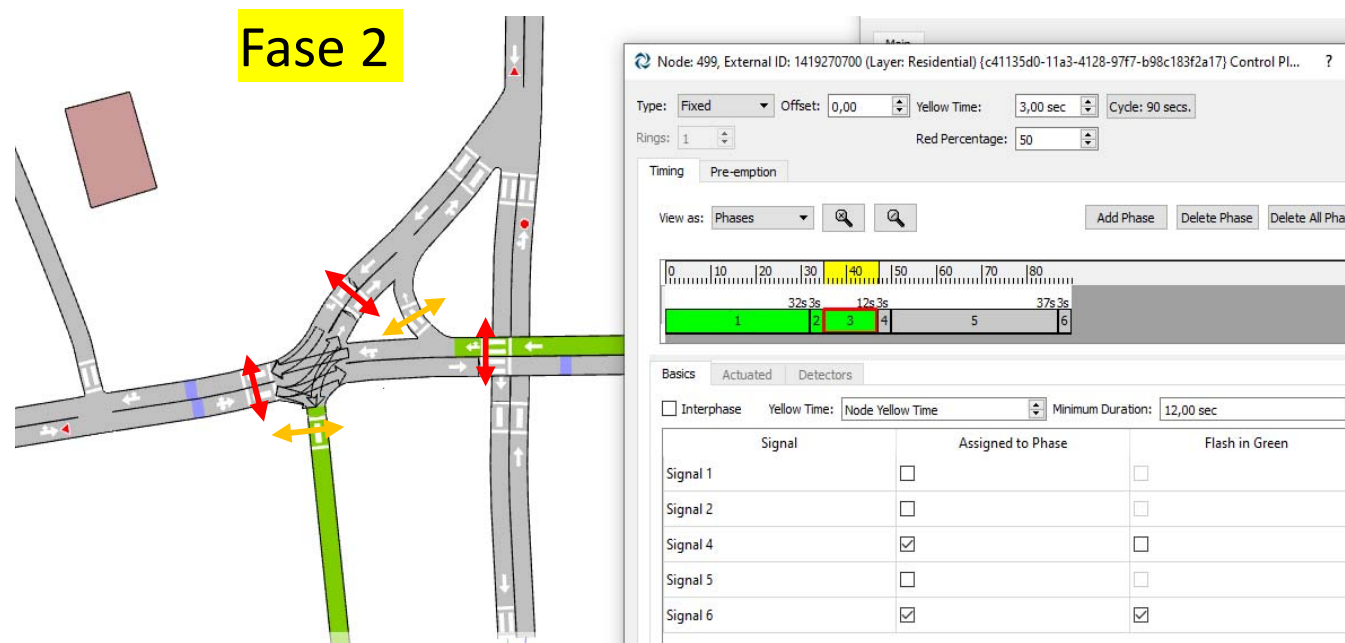 Fase 2
Main
Node: 499, External ID: 1419270700 (Layer: Residential) {c41135d0-11a3-4128-97f7-b98c183f2a17} Control Pl... ?
Type: Fixed Offset: 0,00 Yellow Time: 3,00 sec Cycle: 90 secs.
Rings: 1 Red Percentage: 50
Timing Pre-emption
View as: Phases Add Phase Delete Phase Delete All Pha
0 10 20 30 40 50 60 70 80
32s 3s 12s 3s 37s 3s
1 2 3 4 5 6
Basics Actuated Detectors
Interphase Yellow Time: Node Yellow Time Minimum Duration: 12,00 sec
Signal Assigned to Phase Flash in Green
Signal 1
Signal 2
Signal 4
Signal 5
Signal 6